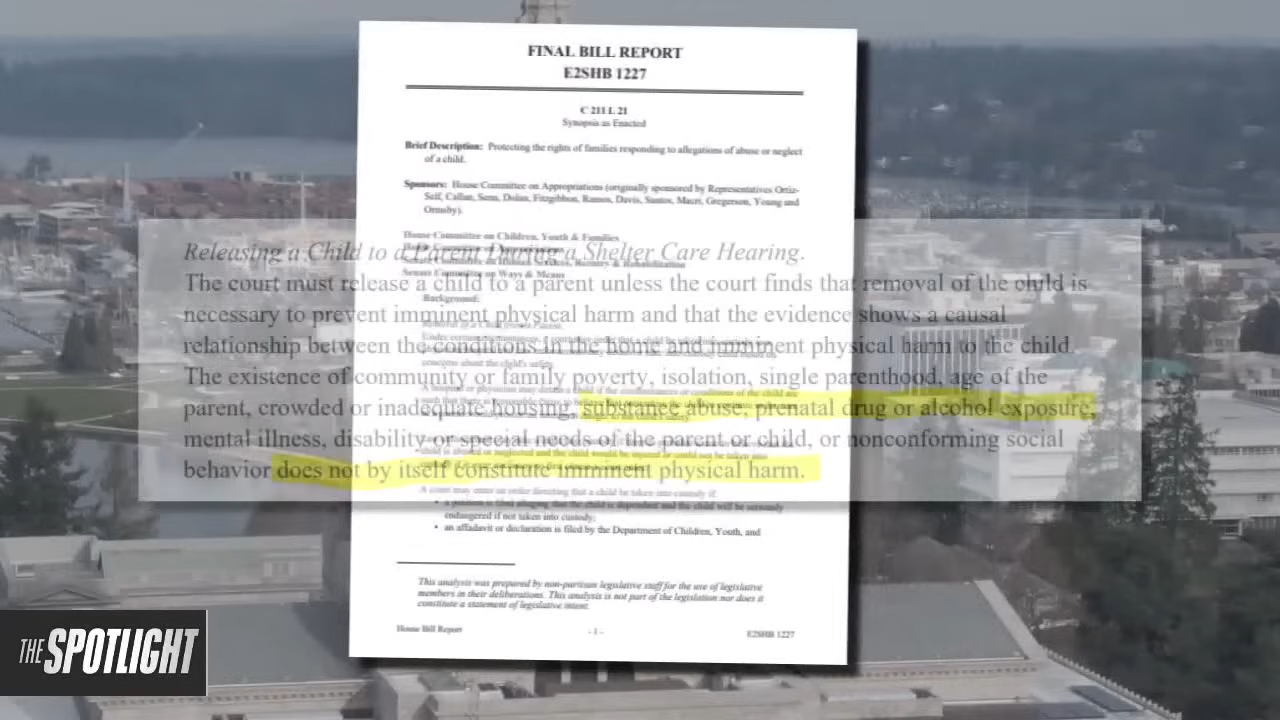 FINAL BILL REPORT
E2SHB 1227
C 211 L 21
Synopsis as Enacted
Brief Description: Protecting the rights of families responding to allegations of abuse or neglect
of a child.
Sponsors: House Committee on Appropriations (originally sponsored by Representatives Ortiz-
Self, Callan, Senn, Dolan, Fitzgibbon, Ramos, Davis, Santos, Macri, Gregerson, Young and
Ormsby).
House Committee on Children, Youth & Families
Releasing a Child to a Parent During a Shelter Care Hearing.
Senate Committee on Ways & Means
The court must release a child to a parent unless the court finds that removal of the child is
Background:
necessary to prevent imminent physical harm and that the evidence shows a causal
relationship between the conditions in the home and imminent physical harm to the child.
The existence of community or family poverty, isolation, single parenthood, age of the
parent, crowded or inadequate housing, substance abuse, prenatal drug or alcohol exposure,
mental illness, disability or special needs of the parent or child, or nonconforming social
behavior does not by itself constitute imminent physical harm.
A court may enter an order directing that a child be taken into custody if:
• a petition is filed alleging that the child is dependent and the child will be seriously
endangered if not taken into custody;
• an affidavit or declaration is filed by the Department of Children, Youth, and
This analysis was prepared by non-partisan legislative staff for the use of legislative
members in their deliberations. This analysis is not part of the legislation nor does it
constitute a statement of legislative intent.
House Bill Report
- 1 -
E2SHB 1227
THE SPOTLIGHT